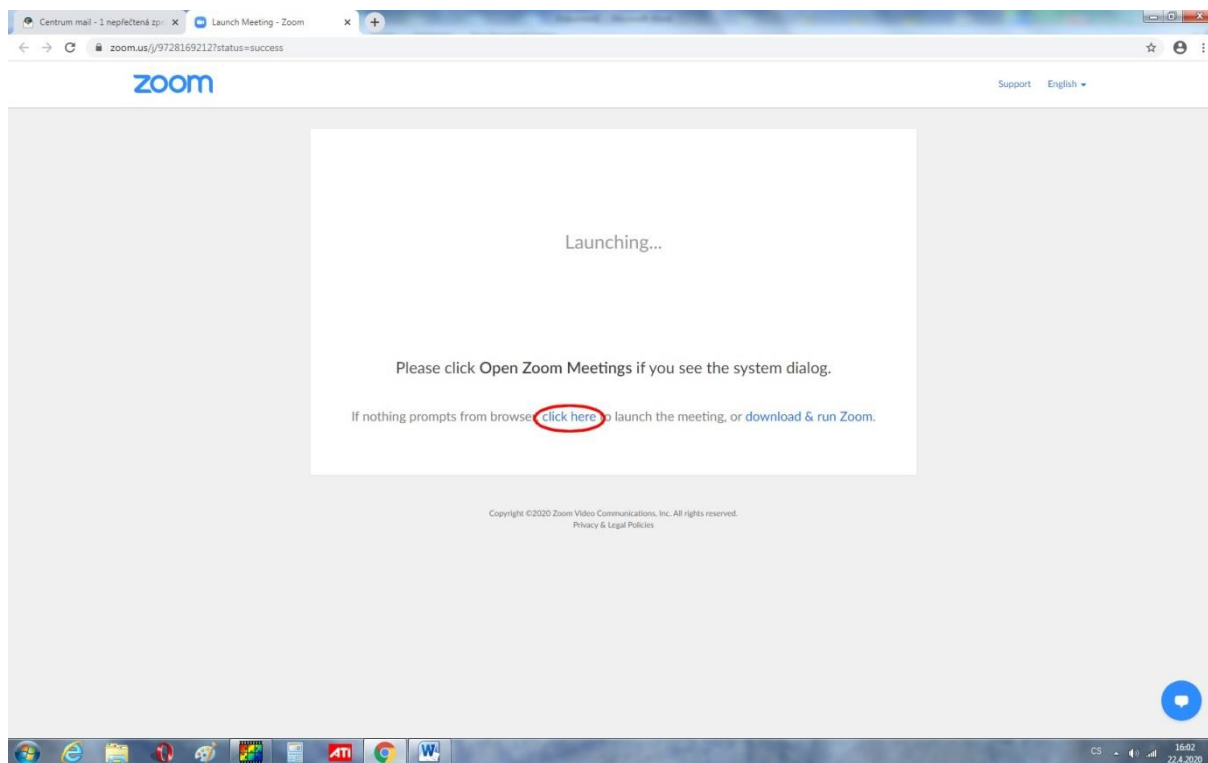 Centrum mail - 1 nepřečtená zpr
Launch Meeting - Zoom
zoom.us/j/9728169212?status=success
zoom
Support English
Launching...
Please click Open Zoom Meetings if you see the system dialog.
If nothing prompts from browser, click here to launch the meeting, or download & run Zoom.
Copyright ©2020 Zoom Video Communications, Inc. All rights reserved.
Privacy & Legal Policies
ATI
W
CS
16:02
22.4.2020